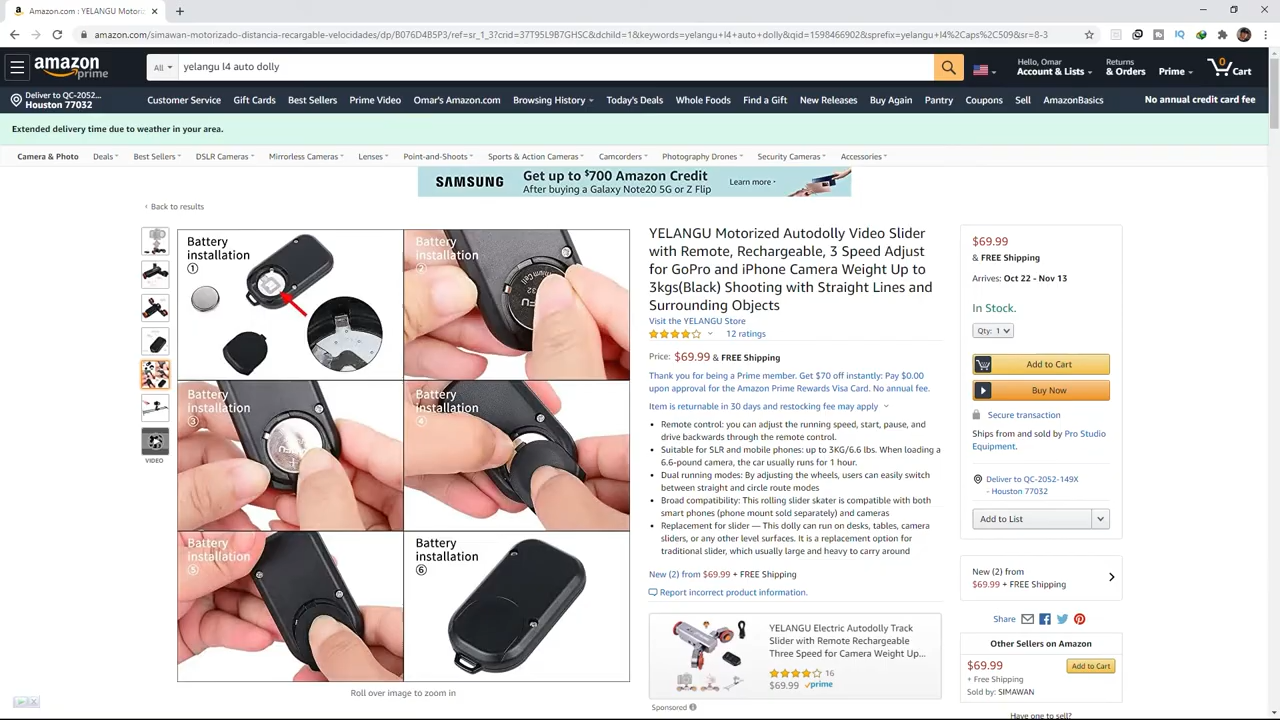 Amazon.com : YELANGU Motoriz
amazon.com/simawan-motorizado-distancia-recargable-velocidades/dp/B076D4B5P3/ref=sr_1_3?crid=37T95L9B7GHSC&dchild=1&keywords=yelangu+l4+auto+dolly&qid=1598466902&sprefix=yelangu+l4%2Caps%2C509&sr=8-3
amazon
prime
All
yelangu l4 auto dolly
Hello, Omar
Account & Lists
Returns
& Orders
Prime
0
Cart
Deliver to QC-2052...
Houston 77032
Customer Service Gift Cards Best Sellers Prime Video Omar's Amazon.com Browsing History Today's Deals Whole Foods Find a Gift New Releases Buy Again Pantry Coupons Sell AmazonBasics
No annual credit card fee
Extended delivery time due to weather in your area.
Camera & Photo Deals Best Sellers DSLR Cameras Mirrorless Cameras Lenses Point-and-Shoots Sports & Action Cameras Camcorders Photography Drones Security Cameras Accessories
SAMSUNG
Get up to $700 Amazon Credit
After buying a Galaxy Note20 5G or Z Flip
Learn more
‹ Back to results
VIDEO
Battery
installation
①
Battery
installation
②
Battery
installation
③
Battery
installation
④
Battery
installation
⑤
Battery
installation
⑥
Roll over image to zoom in
YELANGU Motorized Autodolly Video Slider
with Remote, Rechargeable, 3 Speed Adjust
for GoPro and iPhone Camera Weight Up to
3kgs(Black) Shooting with Straight Lines and
Surrounding Objects
Visit the YELANGU Store
12 ratings
Price: $69.99 & FREE Shipping
Thank you for being a Prime member. Get $70 off instantly: Pay $0.00
upon approval for the Amazon Prime Rewards Visa Card. No annual fee.
Item is returnable in 30 days and restocking fee may apply
• Remote control: you can adjust the running speed, start, pause, and
drive backwards through the remote control.
• Suitable for SLR and mobile phones: up to 3KG/6.6 lbs. When loading a
6.6-pound camera, the car usually runs for 1 hour.
• Dual running modes: By adjusting the wheels, users can easily switch
between straight and circle route modes
• Broad compatibility: This rolling slider skater is compatible with both
smart phones (phone mount sold separately) and cameras
• Replacement for slider — This dolly can run on desks, tables, camera
sliders, or any other level surfaces. It is a replacement option for
traditional slider, which usually large and heavy to carry around
New (2) from $69.99 + FREE Shipping
Report incorrect product information.
YELANGU Electric Autodolly Track
Slider with Remote Rechargeable
Three Speed for Camera Weight Up...
16
$69.99 prime
Sponsored
$69.99
& FREE Shipping
Arrives: Oct 22 - Nov 13
In Stock.
Qty: 1
Add to Cart
Buy Now
Secure transaction
Ships from and sold by Pro Studio
Equipment.
Deliver to QC-2052-149X
- Houston 77032
Add to List
New (2) from
$69.99 + FREE Shipping
Share
Other Sellers on Amazon
$69.99
Add to Cart
+ Free Shipping
Sold by: SIMAWAN
Have one to sell?